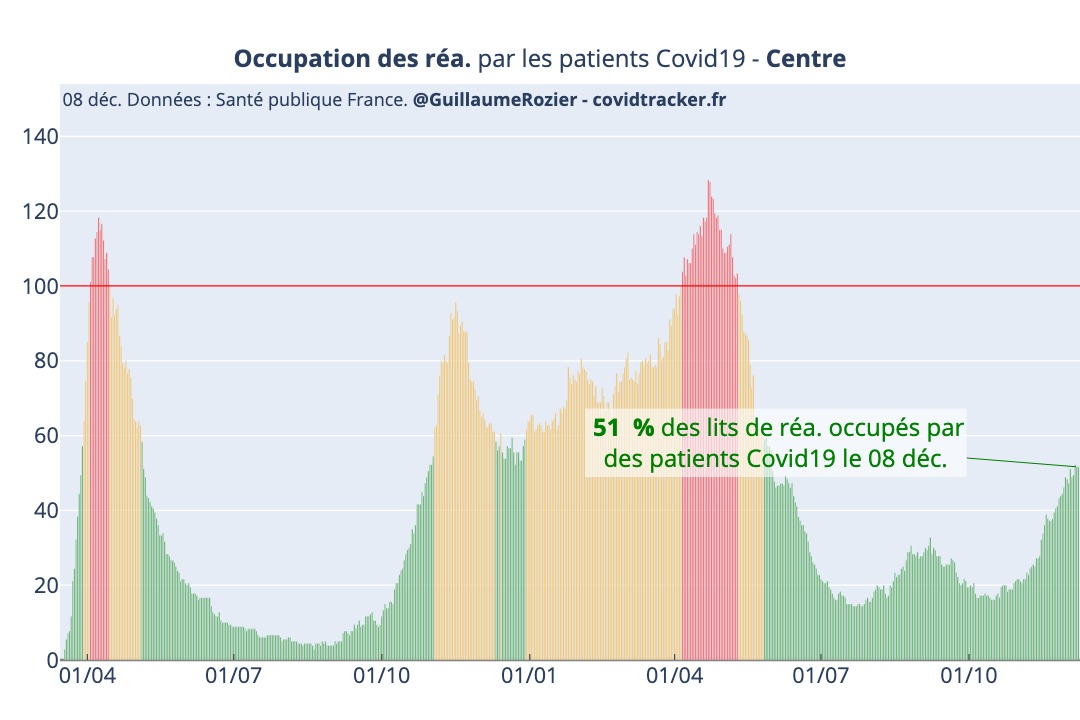 Occupation des réa. par les patients Covid19 - Centre
08 déc. Données : Santé publique France. @GuillaumeRozier - covidtracker.fr
140
120
100
80
60
40
20
0
51 % des lits de réa. occupés par
des patients Covid19 le 08 déc.
01/04 01/07 01/10 01/01 01/04 01/07 01/10